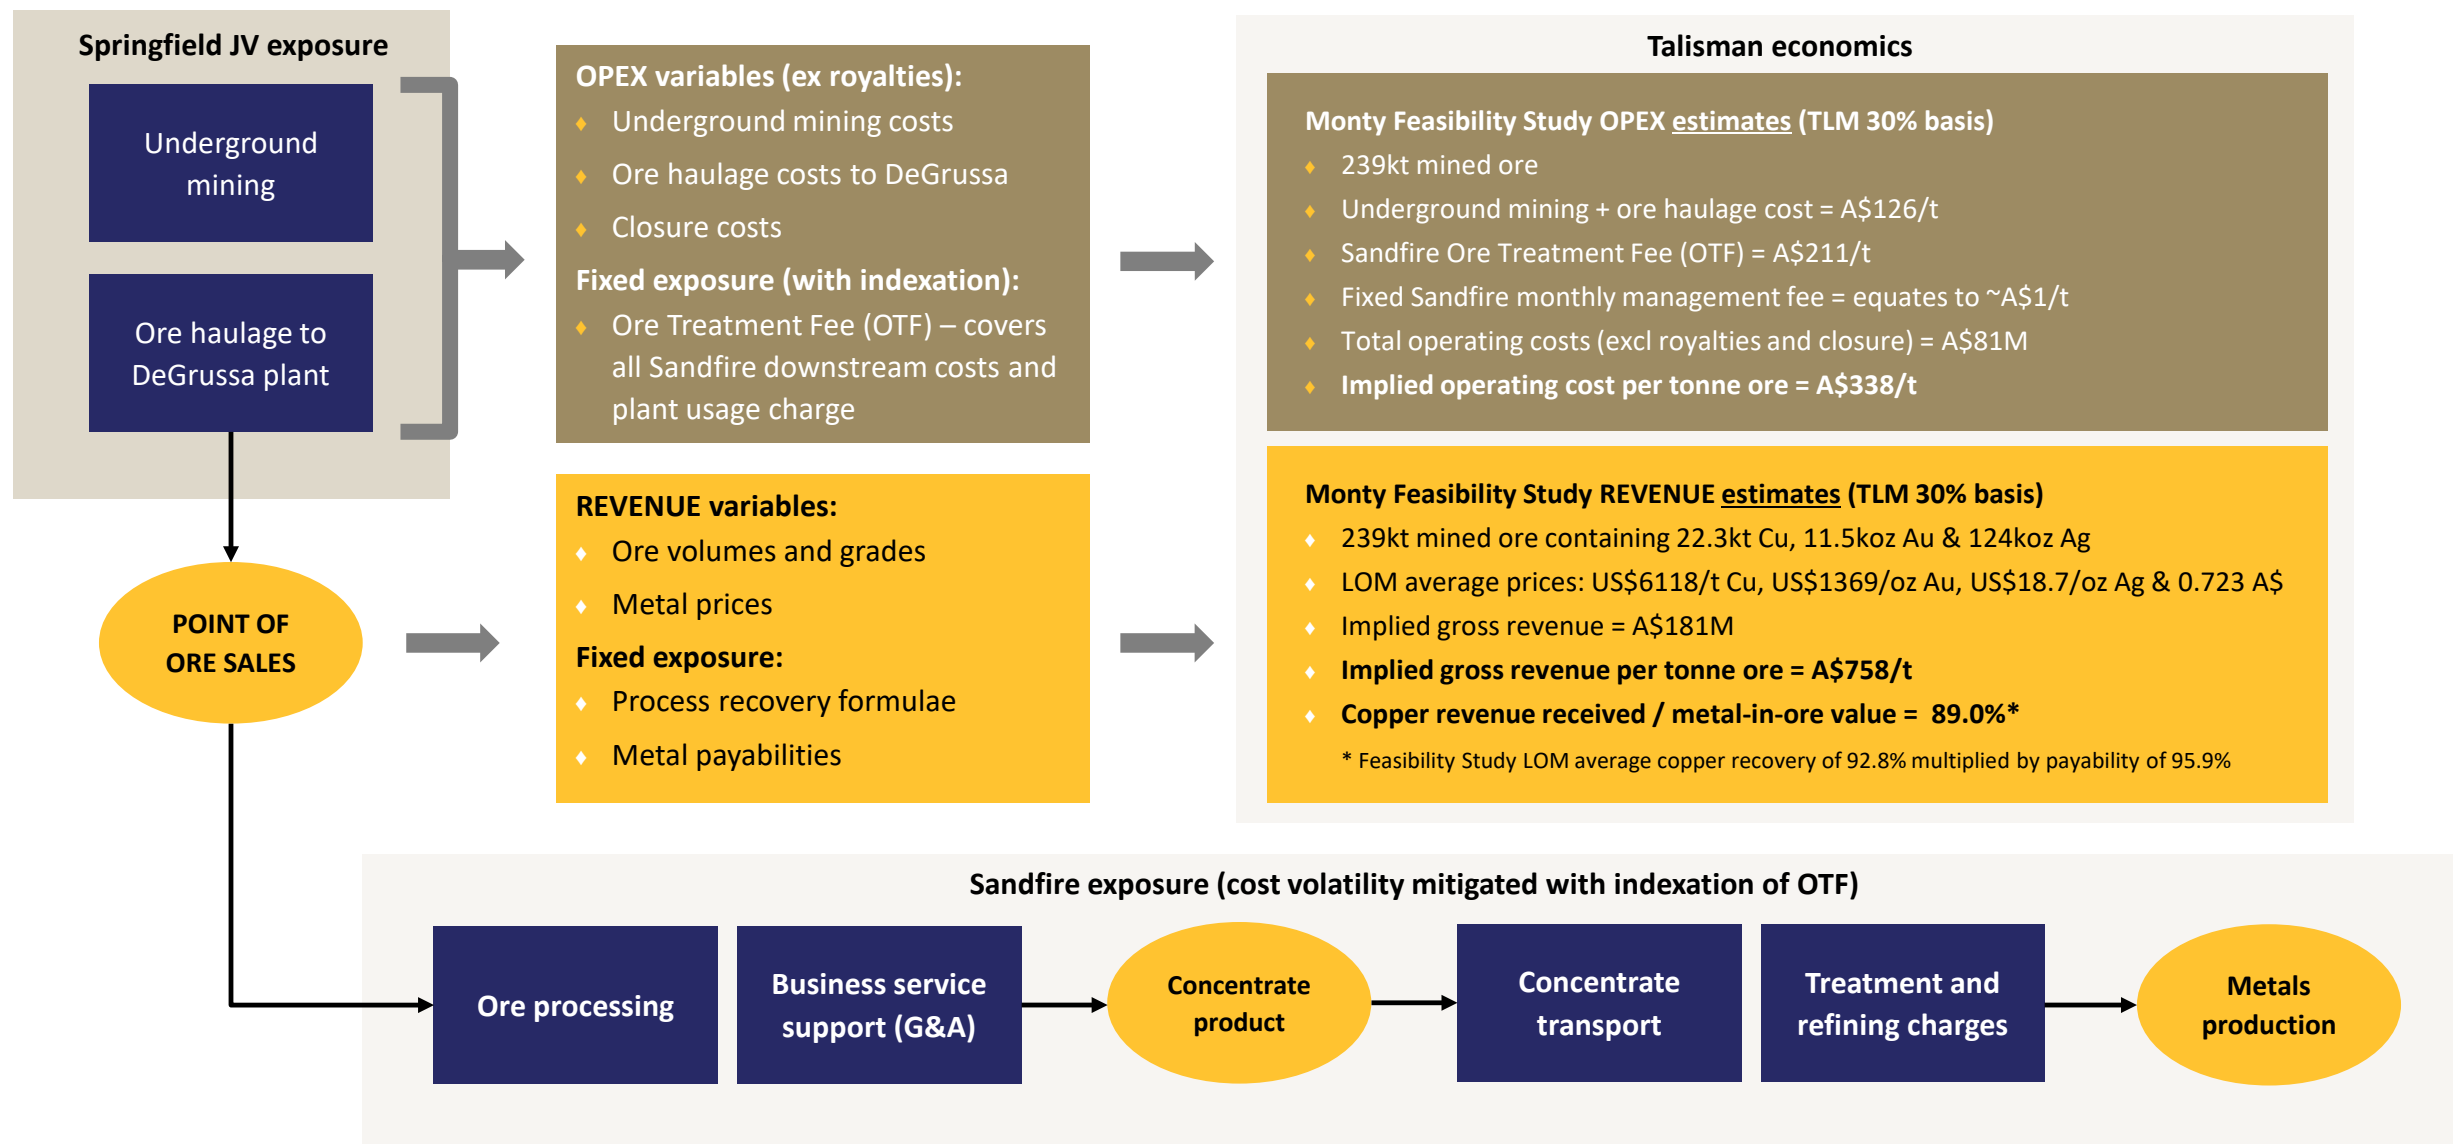 Springfield JV exposure
Underground
mining
Ore haulage to
DeGrussa plant
POINT OF
ORE SALES
OPEX variables (ex royalties):
♦ Underground mining costs
♦ Ore haulage costs to DeGrussa
♦ Closure costs
Fixed exposure (with indexation):
♦ Ore Treatment Fee (OTF) – covers
all Sandfire downstream costs and
plant usage charge
REVENUE variables:
♦ Ore volumes and grades
♦ Metal prices
Fixed exposure:
♦ Process recovery formulae
♦ Metal payabilities
Talisman economics
Monty Feasibility Study OPEX estimates (TLM 30% basis)
♦ 239kt mined ore
♦ Underground mining + ore haulage cost = A$126/t
♦ Sandfire Ore Treatment Fee (OTF) = A$211/t
♦ Fixed Sandfire monthly management fee = equates to ~A$1/t
♦ Total operating costs (excl royalties and closure) = A$81M
♦ Implied operating cost per tonne ore = A$338/t
Monty Feasibility Study REVENUE estimates (TLM 30% basis)
♦ 239kt mined ore containing 22.3kt Cu, 11.5koz Au & 124koz Ag
♦ LOM average prices: US$6118/t Cu, US$1369/oz Au, US$18.7/oz Ag & 0.723 A$
♦ Implied gross revenue = A$181M
♦ Implied gross revenue per tonne ore = A$758/t
♦ Copper revenue received / metal-in-ore value = 89.0%*
* Feasibility Study LOM average copper recovery of 92.8% multiplied by payability of 95.9%
Sandfire exposure (cost volatility mitigated with indexation of OTF)
Ore processing
Business service
support (G&A)
Concentrate
product
Concentrate
transport
Treatment and
refining charges
Metals
production